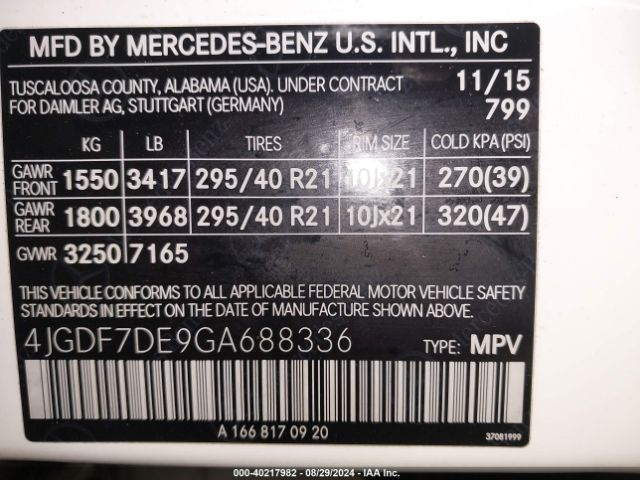 MFD BY MERCEDES-BENZ U.S. INTL., INC
TUSCALOOSA COUNTY, ALABAMA (USA). UNDER CONTRACT 11/15
FOR DAIMLER AG, STUTTGART (GERMANY) 799
KG LB TIRES RIM SIZE COLD KPA (PSI)
GAWR FRONT 1550 3417 295/40 R21 10Jx21 270(39)
GAWR REAR 1800 3968 295/40 R21 10Jx21 320(47)
GVWR 3250 7165
THIS VEHICLE CONFORMS TO ALL APPLICABLE FEDERAL MOTOR VEHICLE SAFETY
STANDARDS IN EFFECT ON THE DATE OF MANUFACTURE SHOWN ABOVE.
4JGDF7DE9GA688336 TYPE: MPV
A 166 817 09 20
37081999
000-40217982 - 08/29/2024 - IAA Inc.